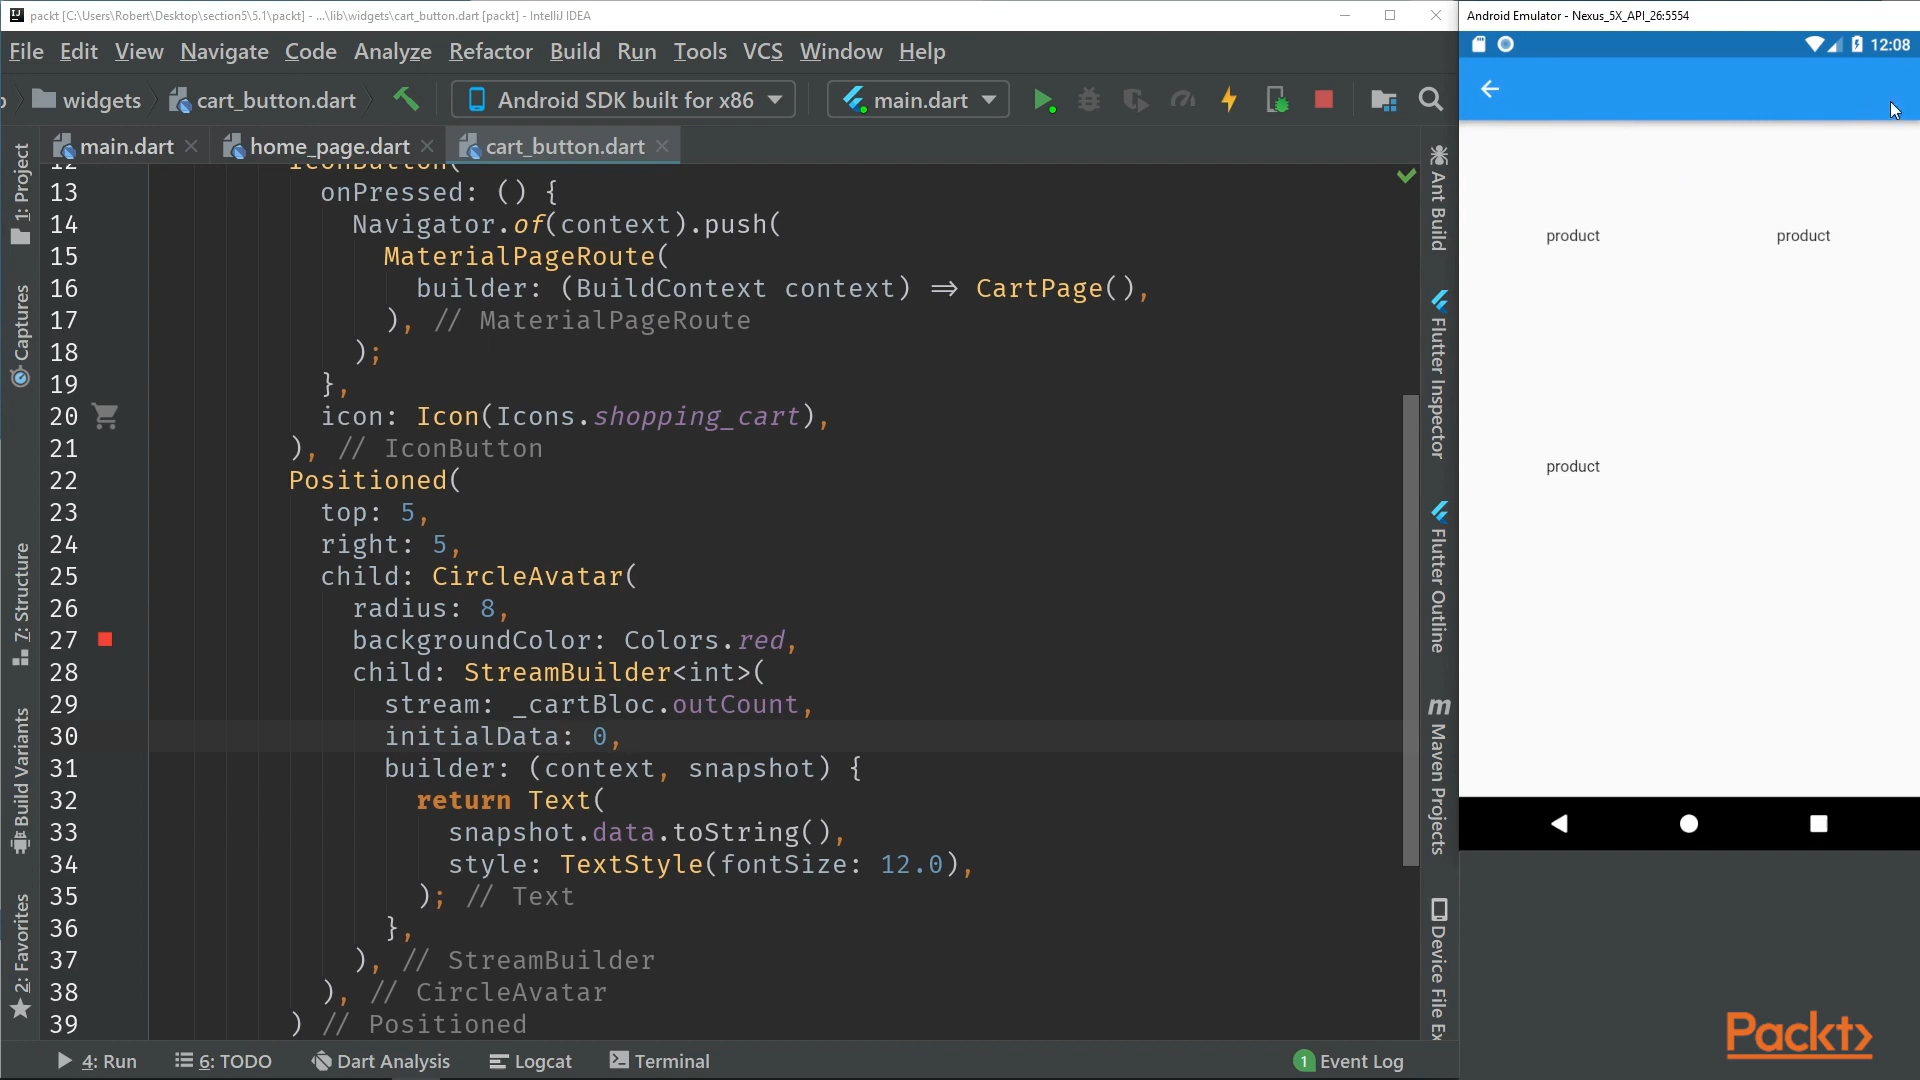 packt [C:\Users\Robert\Desktop\section5\5.1\packt] - ...\lib\widgets\cart_button.dart [packt] - IntelliJ IDEA
File Edit View Navigate Code Analyze Refactor Build Run Tools VCS Window Help
widgets cart_button.dart Android SDK built for x86 main.dart
main.dart home_page.dart cart_button.dart
12 IconButton(
13 onPressed: () {
14 Navigator.of(context).push(
15 MaterialPageRoute(
16 builder: (BuildContext context) => CartPage(),
17 ), // MaterialPageRoute
18 );
19 },
20 icon: Icon(Icons.shopping_cart),
21 ), // IconButton
22 Positioned(
23 top: 5,
24 right: 5,
25 child: CircleAvatar(
26 radius: 8,
27 backgroundColor: Colors.red,
28 child: StreamBuilder<int>(
29 stream: _cartBloc.outCount,
30 initialData: 0,
31 builder: (context, snapshot) {
32 return Text(
33 snapshot.data.toString(),
34 style: TextStyle(fontSize: 12.0),
35 ); // Text
36 },
37 ), // StreamBuilder
38 ), // CircleAvatar
39 ) // Positioned
1: Project
Captures
7: Structure
Build Variants
2: Favorites
Ant Build
Flutter Inspector
Flutter Outline
m Maven Projects
Device File Ex
4: Run 6: TODO Dart Analysis Logcat Terminal 1 Event Log
Android Emulator - Nexus_5X_API_26:5554
12:08
product product
product
Packt>